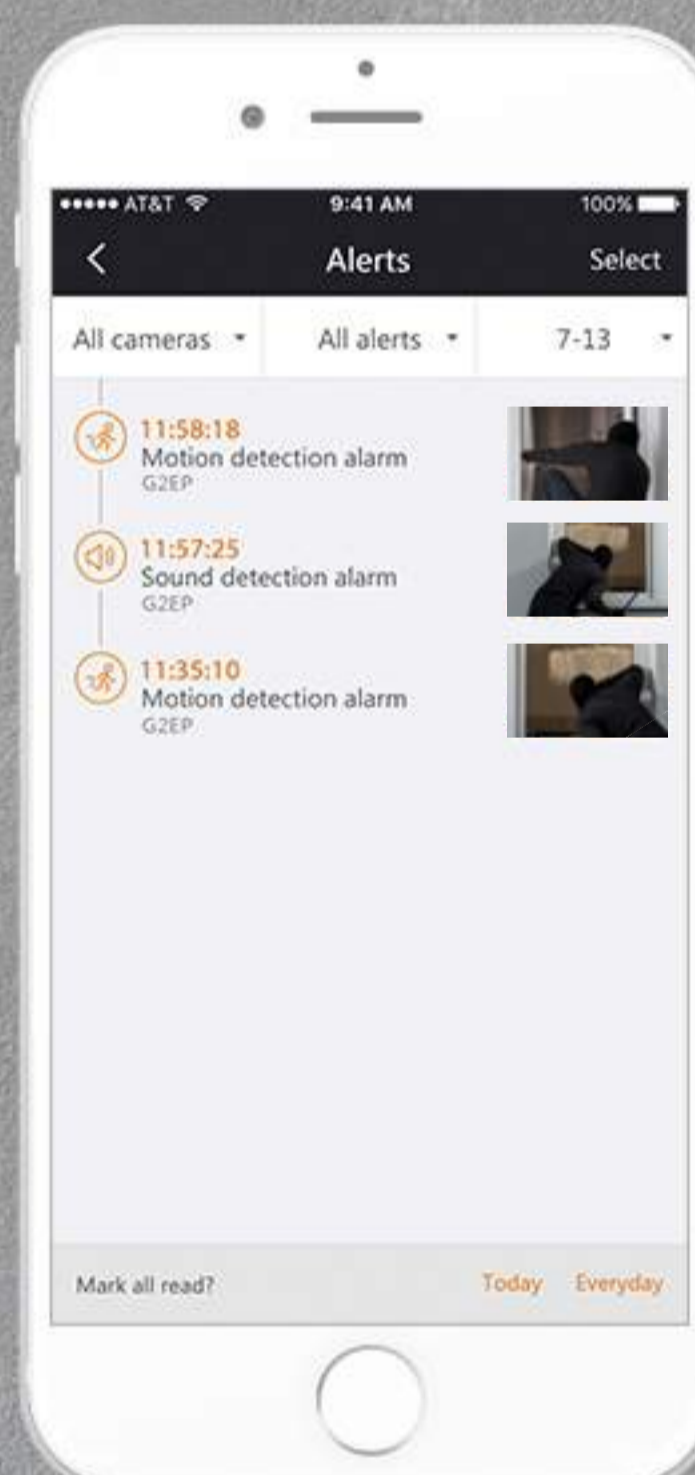 AT&T 9:41 AM 100%
Alerts Select
All cameras All alerts 7-13
11:58:18
Motion detection alarm
G2EP
11:57:25
Sound detection alarm
G2EP
11:35:10
Motion detection alarm
G2EP
Mark all read? Today Everyday